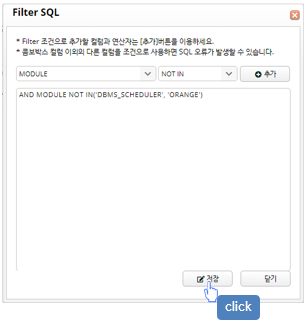 Filter SQL
* Filter 조건으로 추가할 컬럼과 연산자는 [추가]버튼을 이용하세요.
* 콤보박스 컬럼 이외의 다른 컬럼을 조건으로 사용하면 SQL 오류가 발생할 수 있습니다.
MODULE NOT IN 추가
AND MODULE NOT IN('DBMS_SCHEDULER', 'ORANGE')
저장 닫기
click